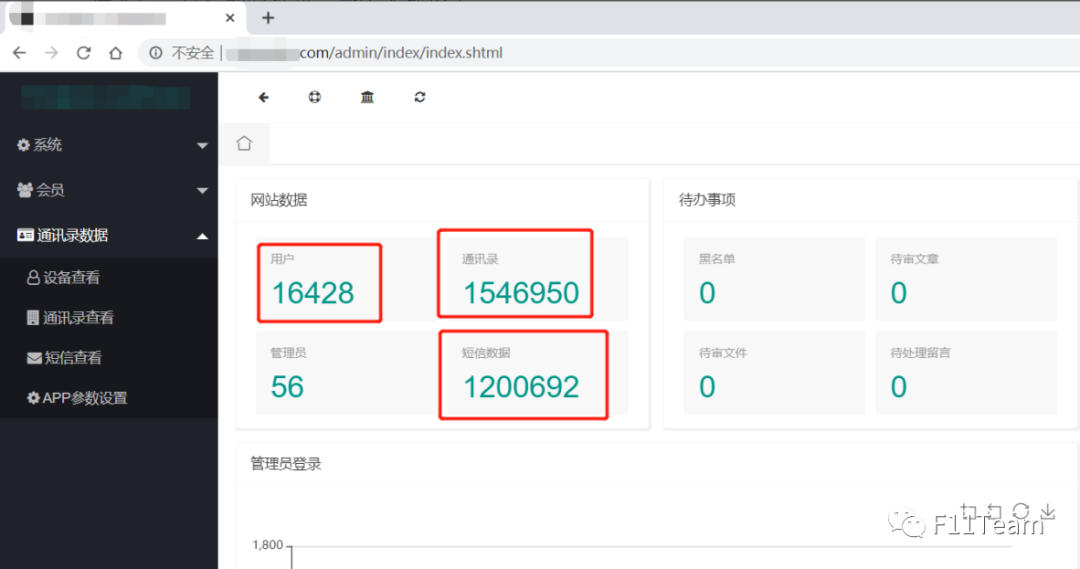 不安全 | com/admin/index/index.shtml
系统
会员
通讯录数据
设备查看
通讯录查看
短信查看
APP参数设置
网站数据
用户
16428
通讯录
1546950
管理员
56
短信数据
1200692
待办事项
黑名单
0
待审文章
0
待审文件
0
待处理留言
0
管理员登录
1,800
F11Team